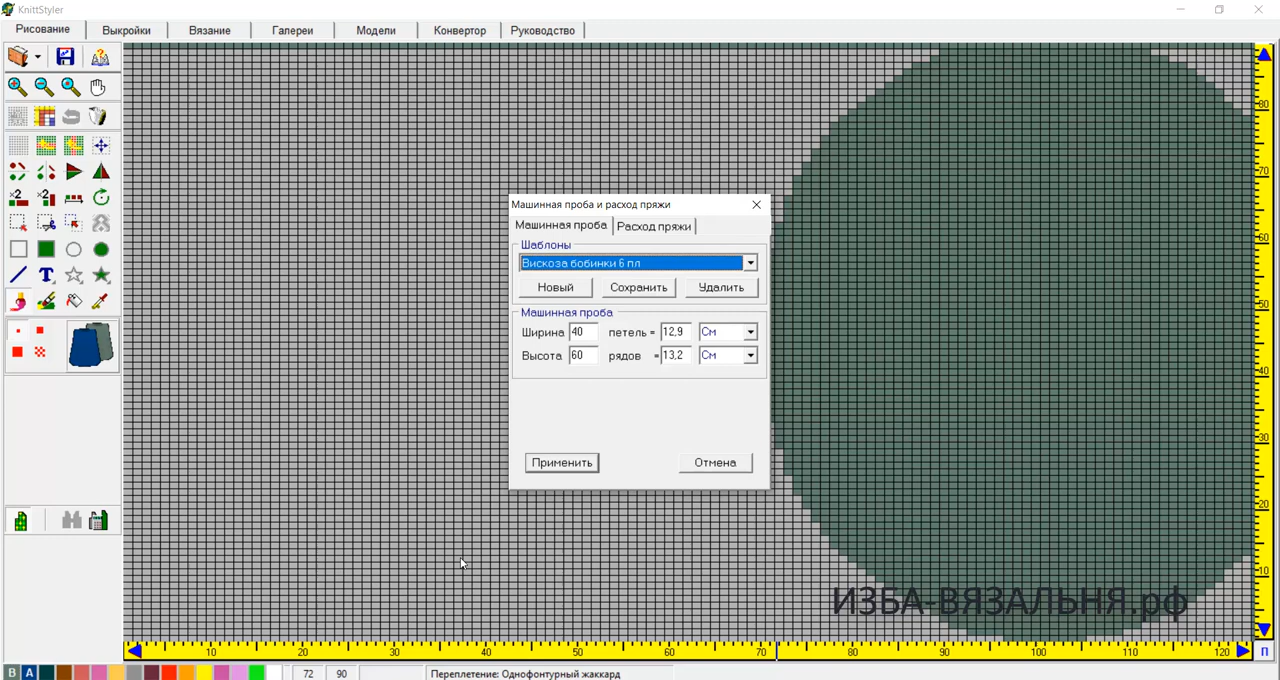 KnittStyler
Рисование Выкройки Вязание Галереи Модели Конвертор Руководство
Машинная проба и расход пряжи
Машинная проба Расход пряжи
Шаблоны
Вискоза бобинки 6 пл
Новый Сохранить Удалить
Машинная проба
Ширина 40 петель = 12,9 См
Высота 60 рядов = 13,2 См
Применить Отмена
80
70
60
50
40
30
20
10
ИЗБА-ВЯЗАЛЬНЯ.рф
10 20 30 40 50 60 70 80 90 100 110 120 П
B A 72 90 Переплетение: Однофонтурный жаккард